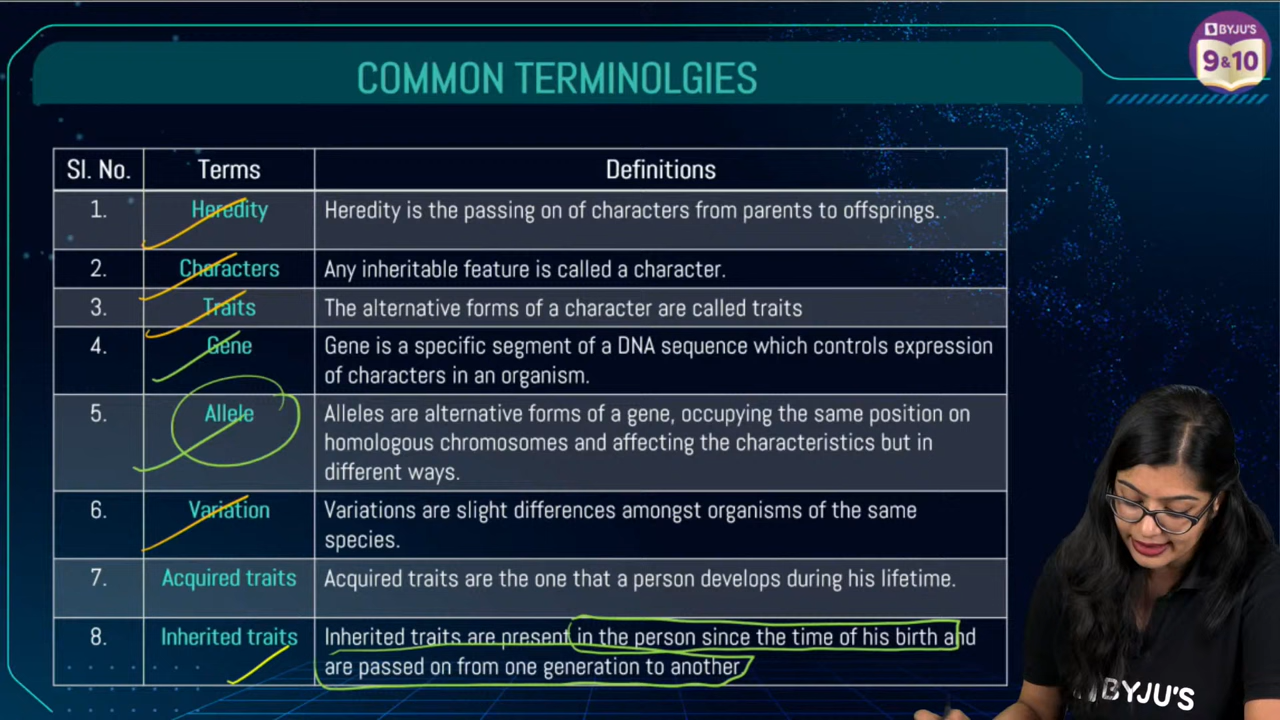 BYJU'S
9&10
COMMON TERMINOLGIES
Sl. No. Terms Definitions
1. Heredity Heredity is the passing on of characters from parents to offsprings.
2. Characters Any inheritable feature is called a character.
3. Traits The alternative forms of a character are called traits
4. Gene Gene is a specific segment of a DNA sequence which controls expression
of characters in an organism.
5. Allele Alleles are alternative forms of a gene, occupying the same position on
homologous chromosomes and affecting the characteristics but in
different ways.
6. Variation Variations are slight differences amongst organisms of the same
species.
7. Acquired traits Acquired traits are the one that a person develops during his lifetime.
8. Inherited traits Inherited traits are present in the person since the time of his birth and
are passed on from one generation to another
BYJU'S